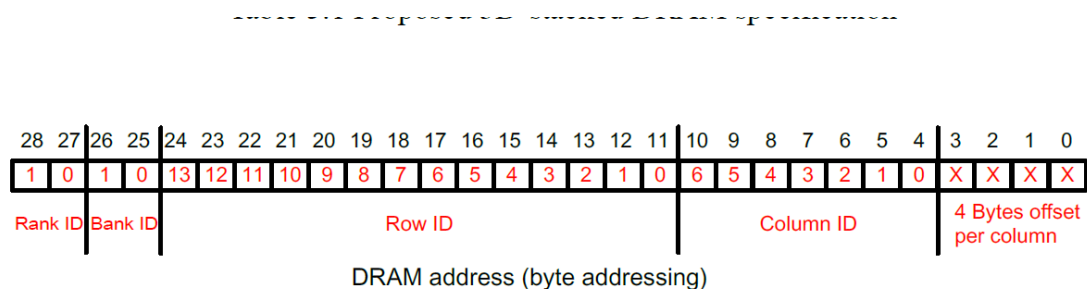 28 27 26 25 24 23 22 21 20 19 18 17 16 15 14 13 12 11 10 9 8 7 6 5 4 3 2 1 0
1 0 1 0 13 12 11 10 9 8 7 6 5 4 3 2 1 0 6 5 4 3 2 1 0 X X X X
Rank ID Bank ID Row ID Column ID 4 Bytes offset
per column
DRAM address (byte addressing)